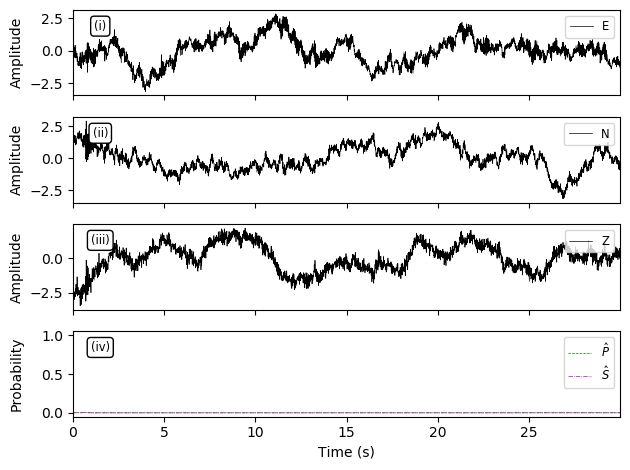 Amplitude
2.5
0.0
−2.5
(i)
E
Amplitude
2.5
0.0
−2.5
(ii)
N
Amplitude
0.0
−2.5
(iii)
Z
Probability
1.0
0.5
0.0
(iv)
P̂
Ŝ
0 5 10 15 20 25
Time (s)